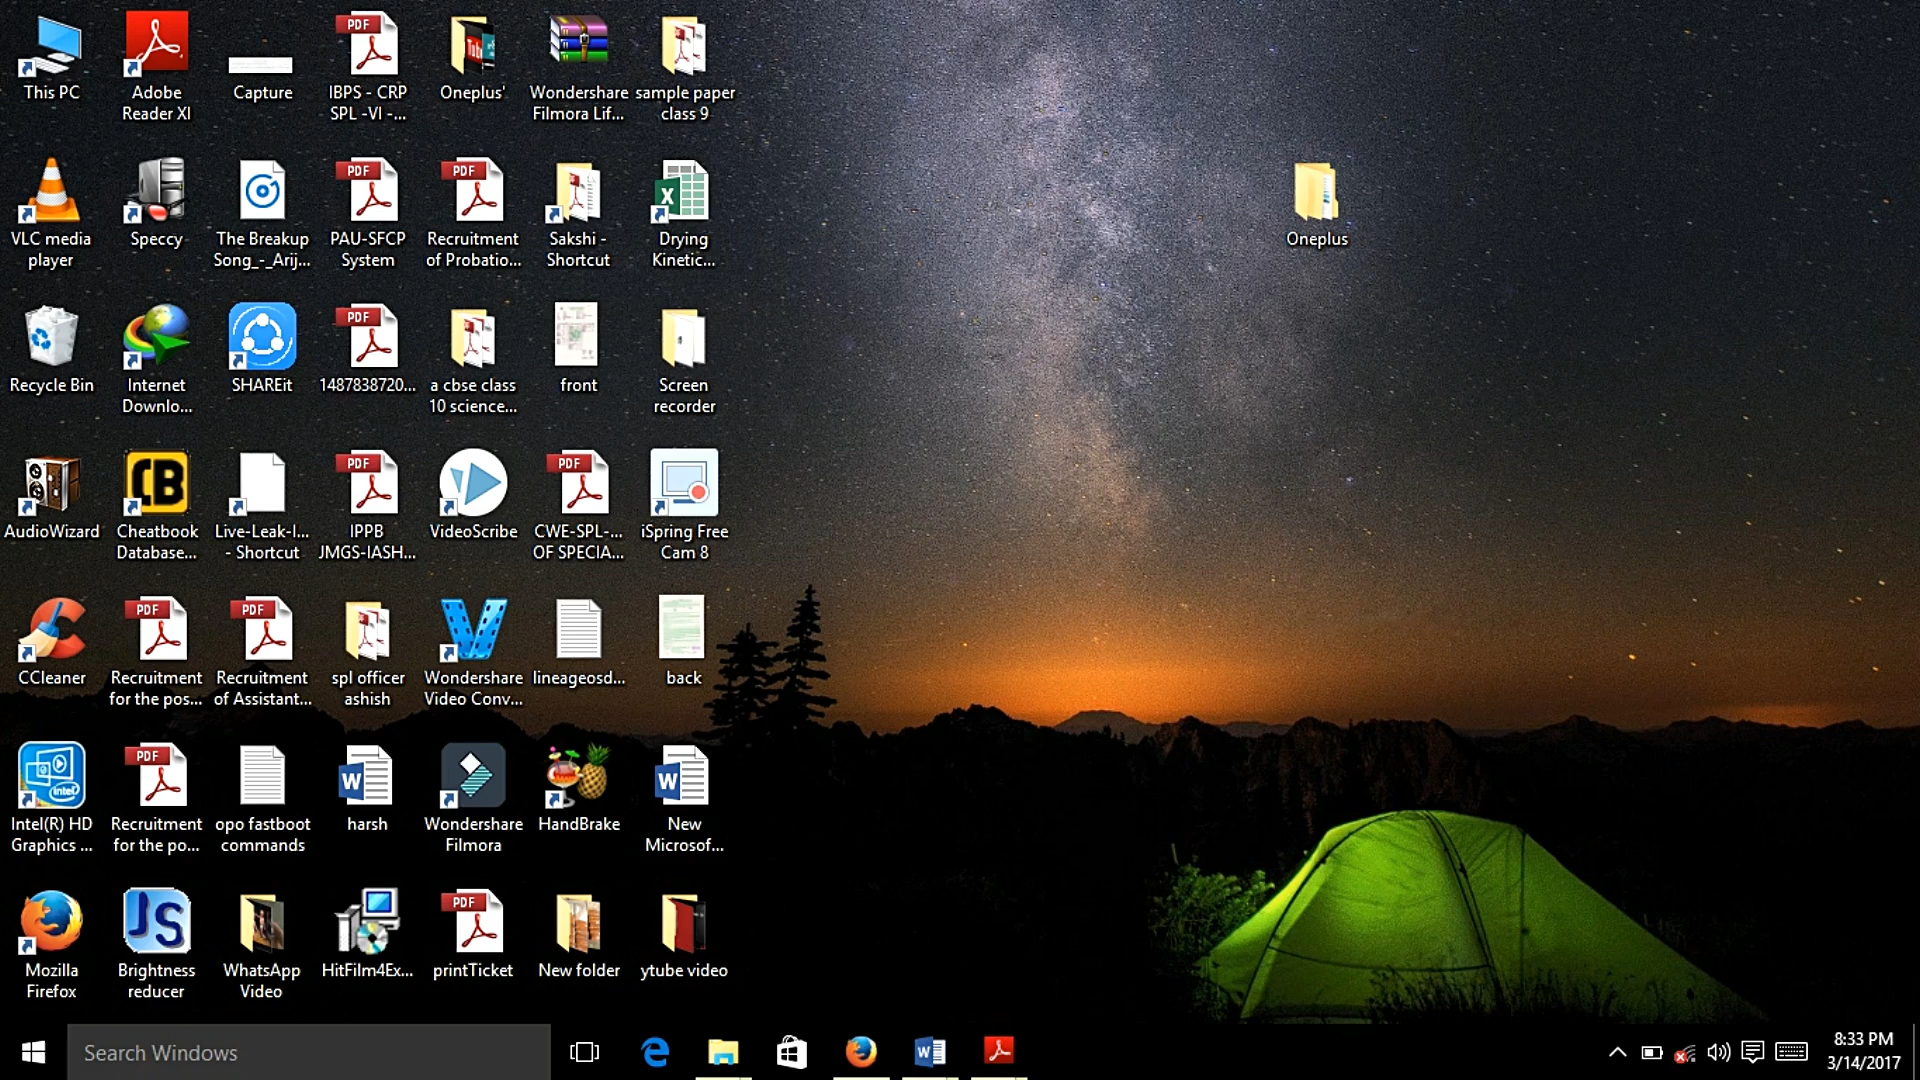 This PC
Adobe
Reader XI
Capture
IBPS - CRP
SPL -VI -...
Oneplus'
Wondershare
Filmora Lif...
sample paper
class 9
VLC media
player
Speccy
The Breakup
Song_-_Arij...
PAU-SFCP
System
Recruitment
of Probatio...
Sakshi -
Shortcut
Drying
Kinetic...
Oneplus
Recycle Bin
Internet
Downlo...
SHAREit
1487838720...
a cbse class
10 science...
front
Screen
recorder
AudioWizard
Cheatbook
Database...
Live-Leak-I...
- Shortcut
IPPB
JMGS-IASH...
VideoScribe
CWE-SPL-...
OF SPECIA...
iSpring Free
Cam 8
CCleaner
Recruitment
for the pos...
Recruitment
of Assistant...
spl officer
ashish
Wondershare
Video Conv...
lineageosd...
back
Intel(R) HD
Graphics ...
Recruitment
for the po...
opo fastboot
commands
harsh
Wondershare
Filmora
HandBrake
New
Microsof...
Mozilla
Firefox
Brightness
reducer
WhatsApp
Video
HitFilm4Ex...
printTicket
New folder
ytube video
Search Windows
8:33 PM
3/14/2017